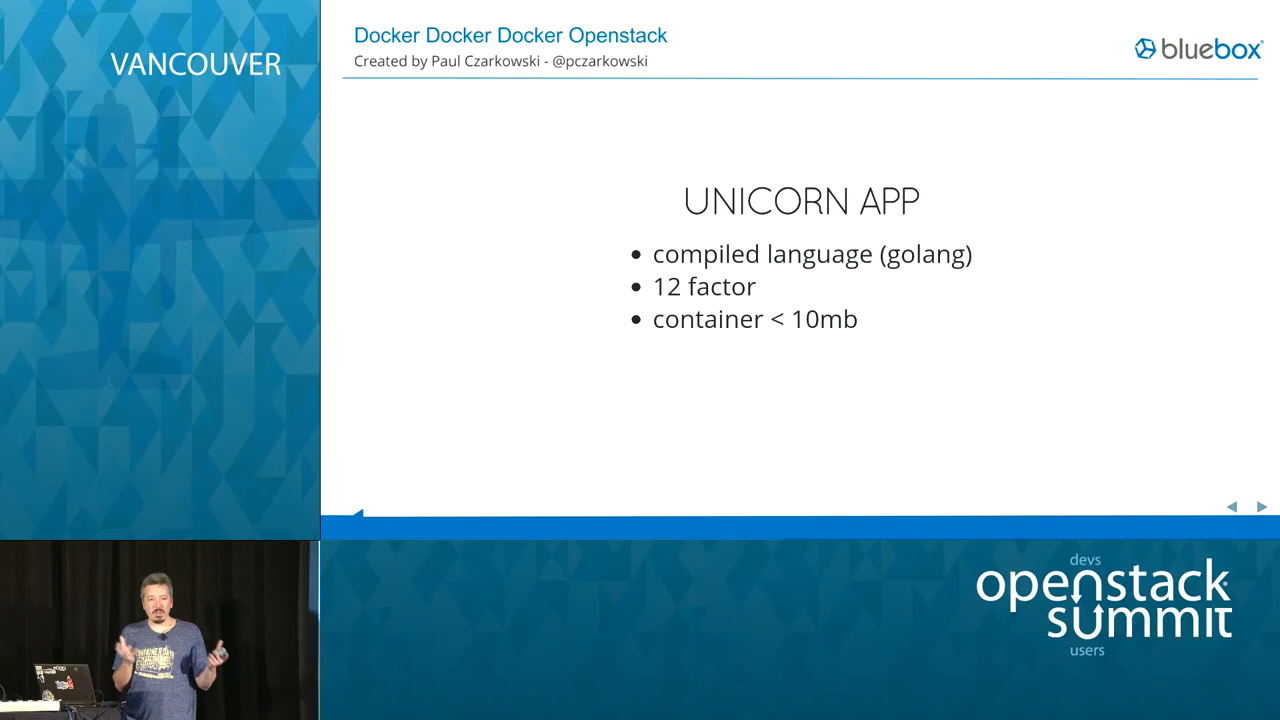 VANCOUVER
Docker Docker Docker Openstack
Created by Paul Czarkowski - @pczarkowski
bluebox
UNICORN APP
• compiled language (golang)
• 12 factor
• container < 10mb
devs
openstack
summit
users